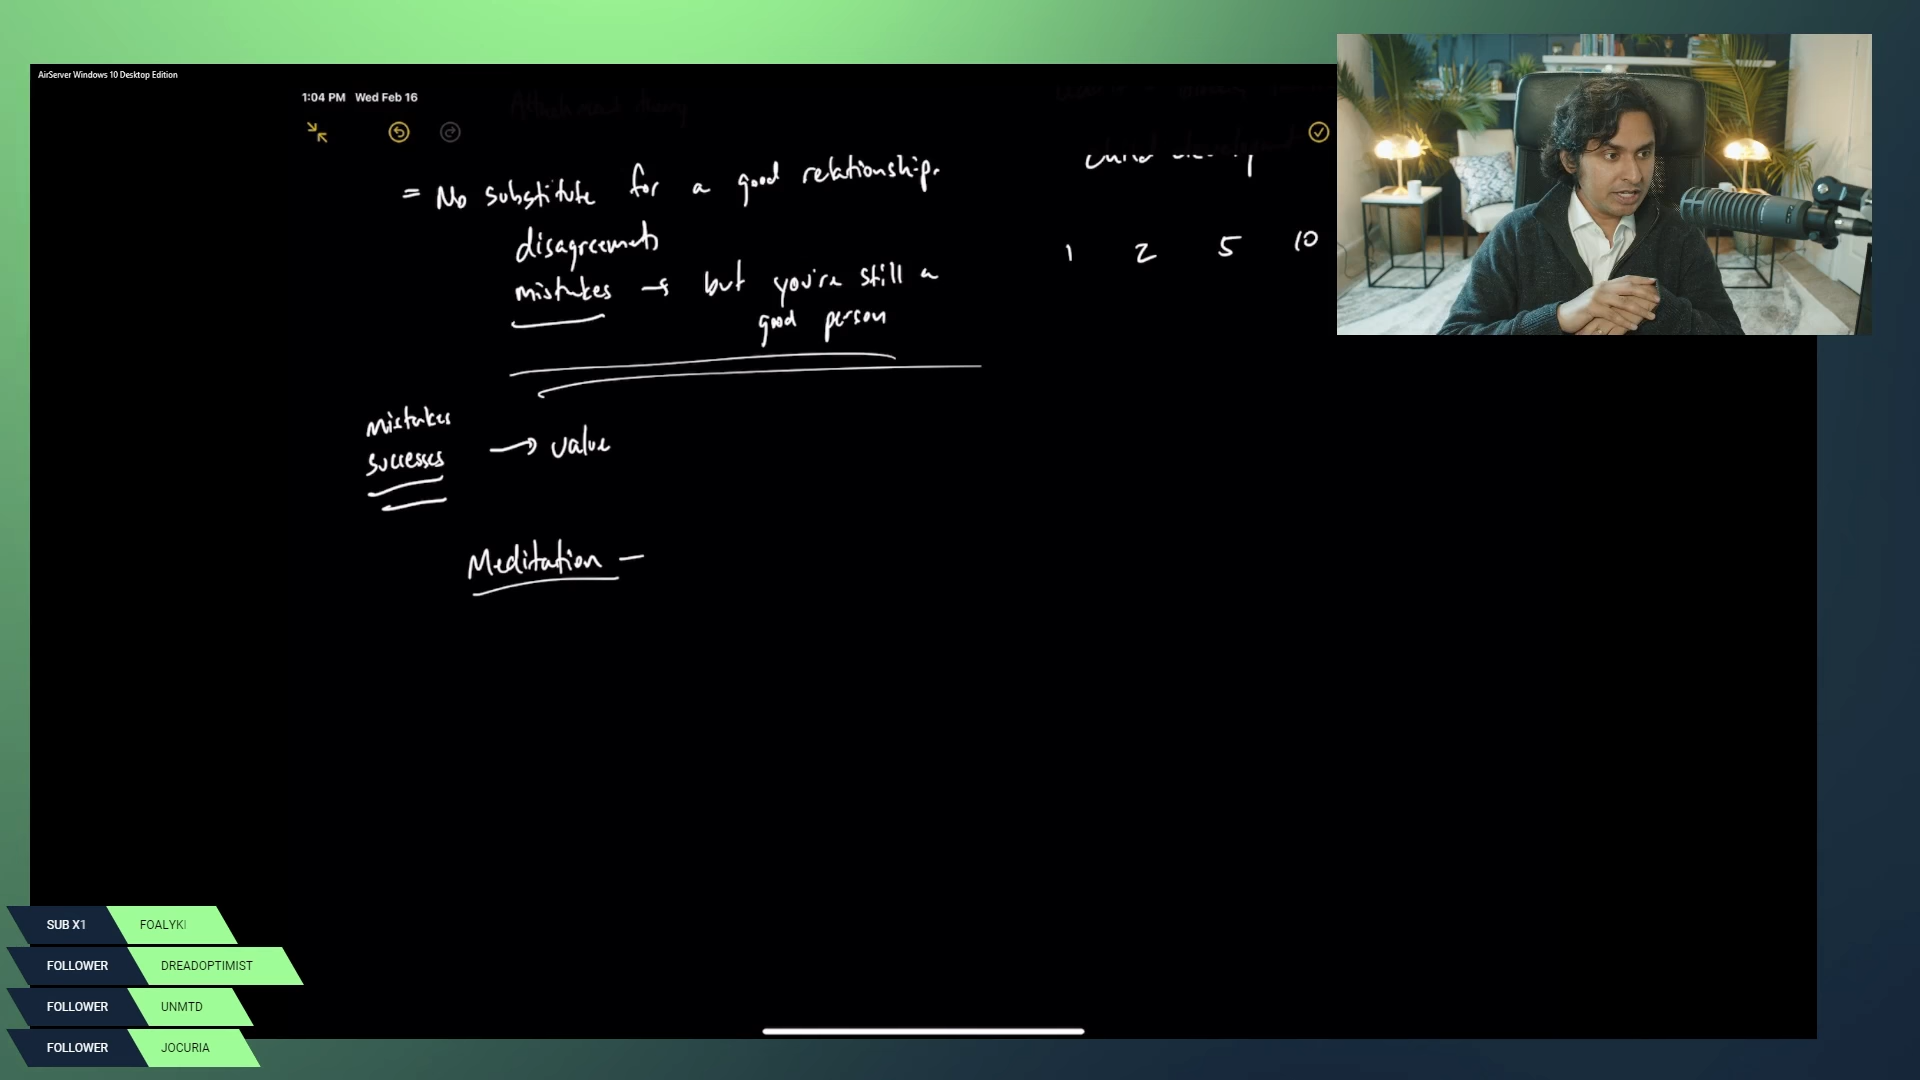 AirServer Windows 10 Desktop Edition
1:04 PM Wed Feb 16
Attachment theory
= No substitute for a good relationship.
disagreements
mistakes → but you're still a
good person
1 2 5 10
mistakes
successes → value
Meditation –
SUB X1 FOALYKI
FOLLOWER DREADOPTIMIST
FOLLOWER UNMTD
FOLLOWER JOCURIA